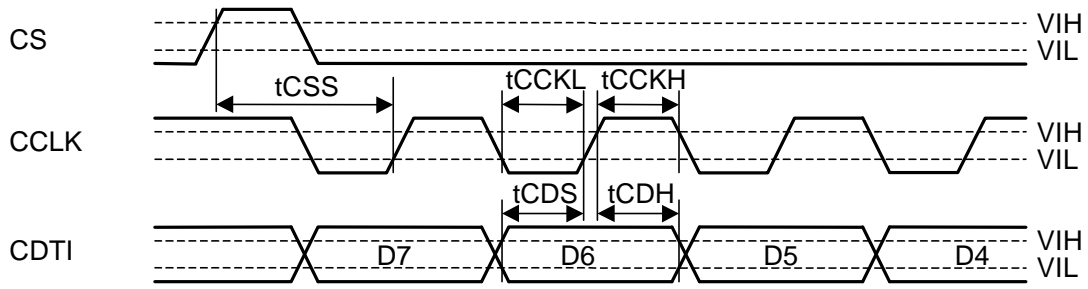 CS
VIH
VIL
tCSS
tCCKL
tCCKH
CCLK
VIH
VIL
tCDS
tCDH
CDTI
D7
D6
D5
D4
VIH
VIL